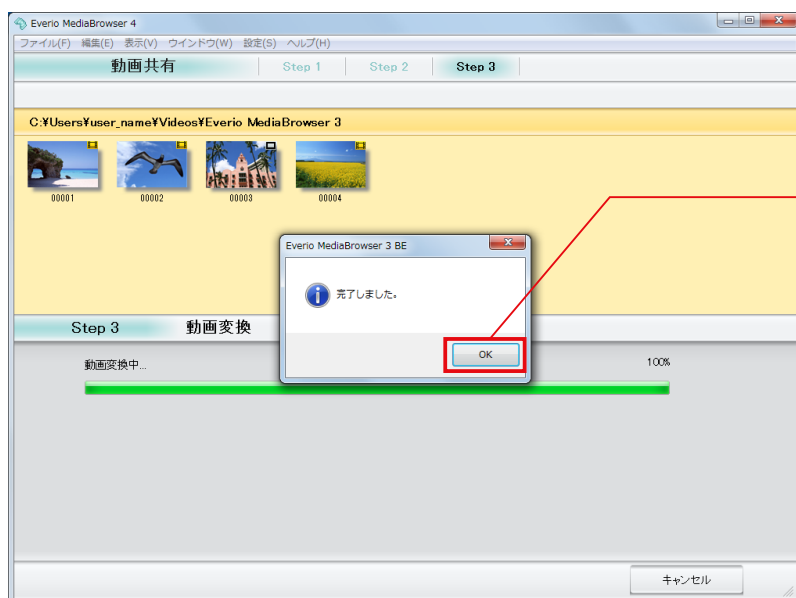 Everio MediaBrowser 4
ファイル(F) 編集(E) 表示(V) ウインドウ(W) 設定(S) ヘルプ(H)
動画共有 Step 1 Step 2 Step 3
C:¥Users¥user_name¥Videos¥Everio MediaBrowser 3
00001 00002 00003 00004
Everio MediaBrowser 3 BE
完了しました。
OK
Step 3 動画変換
動画変換中... 100%
キャンセル